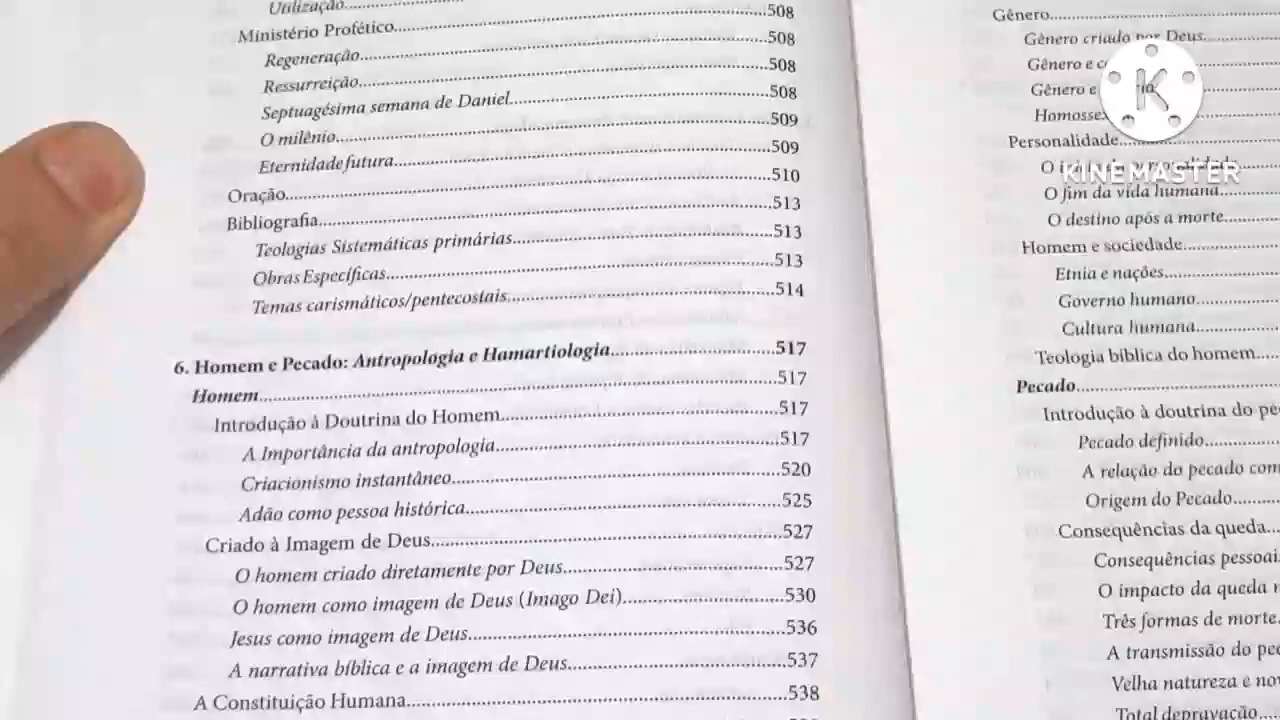 Utilização
Ministério Profético....508
Regeneração....508
Ressurreição....508
Septuagésima semana de Daniel....508
O milênio....509
Eternidade futura....509
Oração....510
Bibliografia....513
Teologias Sistemáticas primárias....513
Obras Específicas....513
Temas carismáticos/pentecostais....514
6. Homem e Pecado: Antropologia e Hamartiologia....517
Homem....517
Introdução à Doutrina do Homem....517
A Importância da antropologia....517
Criacionismo instantâneo....520
Adão como pessoa histórica....525
Criado à Imagem de Deus....527
O homem criado diretamente por Deus....527
O homem como imagem de Deus (Imago Dei)....530
Jesus como imagem de Deus....536
A narrativa bíblica e a imagem de Deus....537
A Constituição Humana....538
Gênero....
Gênero criado por Deus....
Gênero e
Gênero e
Personalidade....
O
O fim da vida humana....
O destino após a morte....
Homem e sociedade....
Etnia e nações....
Governo humano....
Cultura humana....
Teologia bíblica do homem....
Pecado....
Introdução à doutrina do
Pecado definido....
A relação do pecado com
Origem do Pecado....
Consequências da queda....
Consequências
O impacto da queda
Três formas de morte.
A transmissão do
Velha natureza e
Total depravação....
K
KINEMASTER